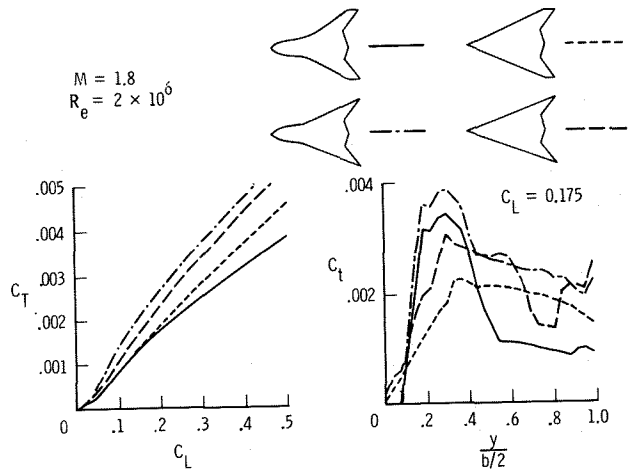 M = 1.8
R_e = 2 × 10^6
.005
.004
.003
.002
.001
0
C_T
.1
.2
.3
.4
.5
C_L
C_L = 0.175
.004
.002
C_t
0
.2
.4
.6
.8
1.0
y
b/2